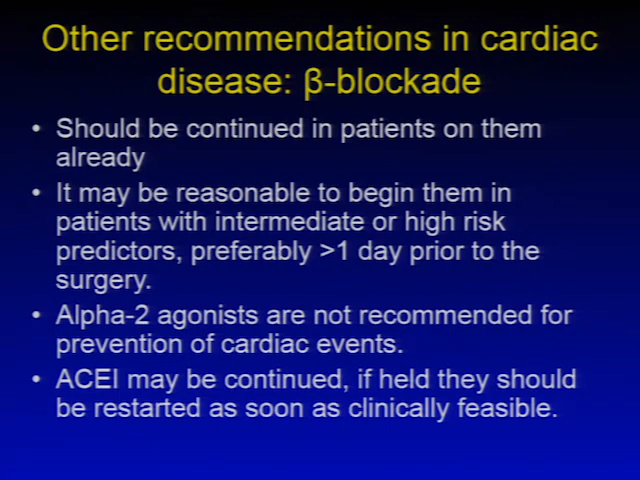 Other recommendations in cardiac
disease: β-blockade
• Should be continued in patients on them
already
• It may be reasonable to begin them in
patients with intermediate or high risk
predictors, preferably >1 day prior to the
surgery.
• Alpha-2 agonists are not recommended for
prevention of cardiac events.
• ACEI may be continued, if held they should
be restarted as soon as clinically feasible.